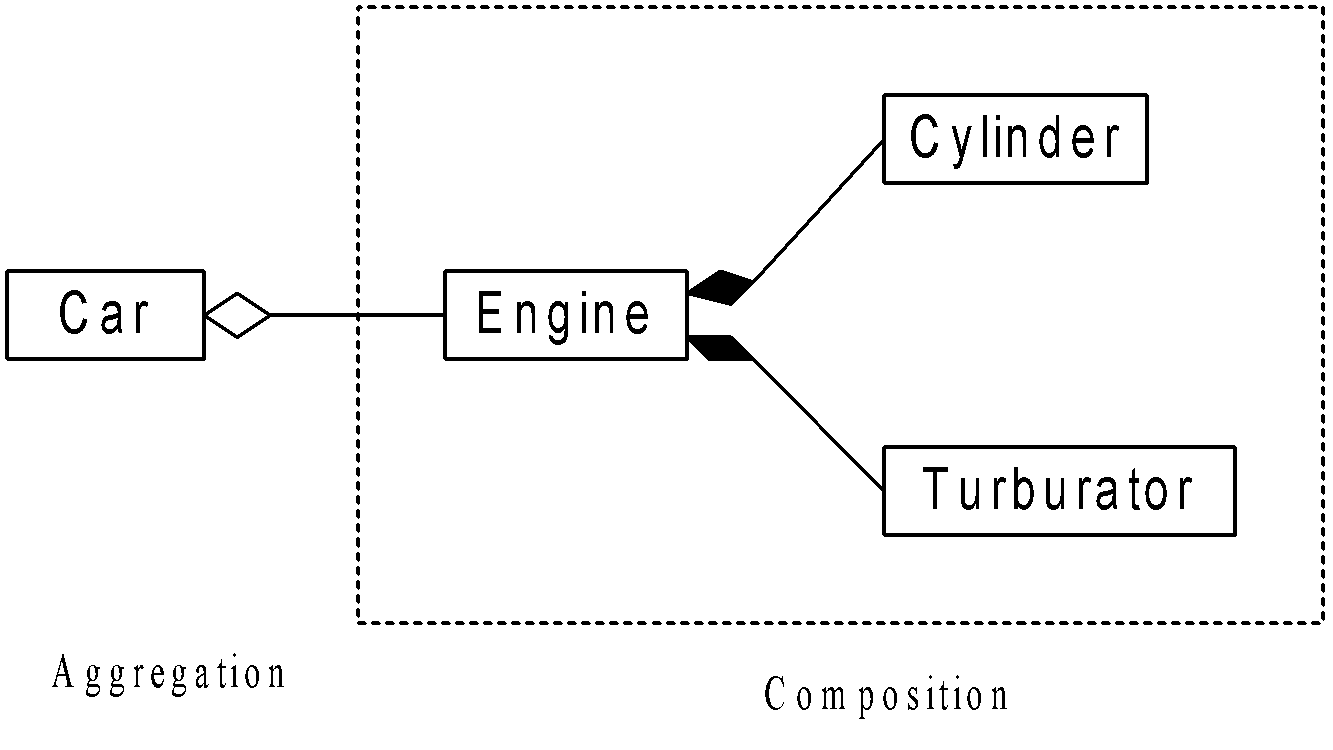 Cylinder
Car
Engine
Turburator
Aggregation
Composition